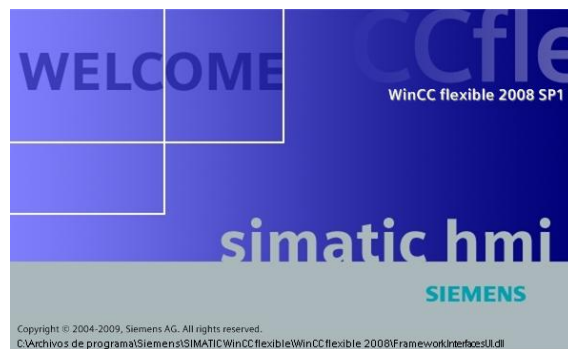 WELCOME
CCfle
WinCC flexible 2008 SP1
simatic hmi
SIEMENS
Copyright © 2004-2009, Siemens AG. All rights reserved.
C:\Archivos de programa\Siemens\SIMATIC WinCC flexible\WinCC flexible 2008\FrameworkInterfacesUI.dll